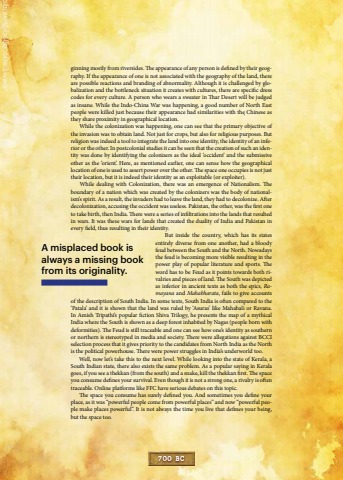 ginning mostly from riversides. The appearance of any person is defined by their geog-
raphy. If the appearance of one is not associated with the geography of the land, there
are possible reactions and branding of abnormality. Although it is challenged by glo-
balization and the bottleneck situation it creates with cultures, there are specific dress
codes for every culture. A person who wears a sweater in Thar Desert will be judged
as insane. While the Indo-China War was happening, a good number of North East
people were killed just because their appearance had similarities with the Chinese as
they share proximity in geographical location.
While the colonization was happening, one can see that the primary objective of
the invasion was to obtain land. Not just for crops, but also for religious purposes. But
religion was indeed a tool to integrate the land into one identity, the identity of an infe-
rior or the other. In postcolonial studies it can be seen that the creation of such an iden-
tity was done by identifying the colonisers as the ideal 'occident' and the submissive
other as the 'orient'. Here, as mentioned earlier, one can sense how the geographical
location of one is used to assert power over the other. The space one occupies is not just
their location, but it is indeed their identity as an exploitable (or exploiter).
While dealing with Colonization, there was an emergence of Nationalism. The
boundary of a nation which was created by the colonizers was the body of national-
ism's spirit. As a result, the invaders had to leave the land, they had to decolonise. After
decolonization, accusing the occident was useless. Pakistan, the other, was the first one
to take birth, then India. There were a series of infiltrations into the lands that resulted
in wars. It was these wars for lands that created the duality of India and Pakistan in
every field, thus resulting in their identity.
But inside the country, which has its states
entirely diverse from one another, had a bloody
feud between the South and the North. Nowadays
the feud is becoming more visible resulting in the
power play of popular literature and sports. The
word has to be Feud as it points towards both ri-
valries and pieces of land. The South was depicted
as inferior in ancient texts as both the epics, Ra-
mayana and Mahabharata, fails to give accounts
A misplaced book is
always a missing book
from its originality.
of the description of South India. In some texts, South India is often compared to the
'Patala' and it is shown that the land was ruled by 'Asuras' like Mahabali or Ravana.
In Amish Tripathi's popular fiction Shiva Trilogy, he presents the map of a mythical
India where the South is shown as a deep forest inhabited by Nagas (people born with
deformities). The Feud is still traceable and one can see how one's identity as southern
or northern is stereotyped in media and society. There were allegations against BCCI
selection process that it gives priority to the candidates from North India as the North
is the political powerhouse. There were power struggles in India's underworld too.
Well, now let's take this to the next level. While looking into the state of Kerala, a
South Indian state, there also exists the same problem. As a popular saying in Kerala
goes, if you see a thekkan (from the south) and a snake, kill the thekkan first. The space
you consume defines your survival. Even though it is not a strong one, a rivalry is often
traceable. Online platforms like FFC have serious debates on this topic.
The space you consume has surely defined you. And sometimes you define your
place, as it was "powerful people come from powerful places" and now "powerful peo-
ple make places powerful". It is not always the time you live that defines your being,
but the space too.
700 BC